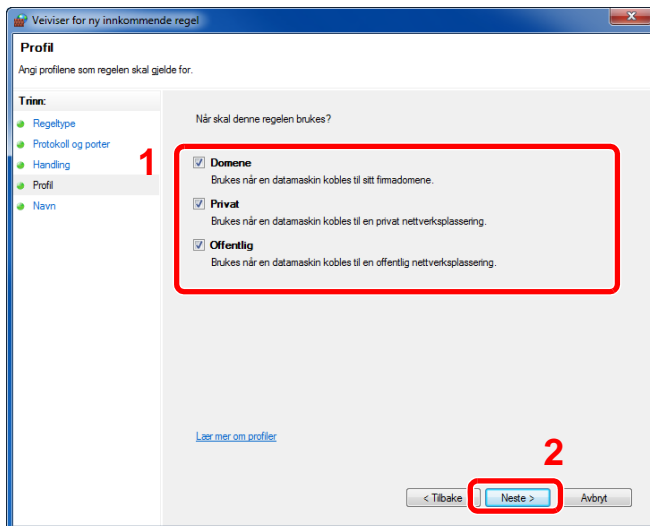 Veiviser for ny innkommende regel
Profil
Angi profilene som regelen skal gjelde for.
Trinn:
Regeltype
Protokoll og porter
Handling
Profil
Navn
1
Når skal denne regelen brukes?
Domene
Brukes når en datamaskin kobles til sitt firmadomene.
Privat
Brukes når en datamaskin kobles til en privat nettverksplassering.
Offentlig
Brukes når en datamaskin kobles til en offentlig nettverksplassering.
Lær mer om profiler
2
< Tilbake
Neste >
Avbryt